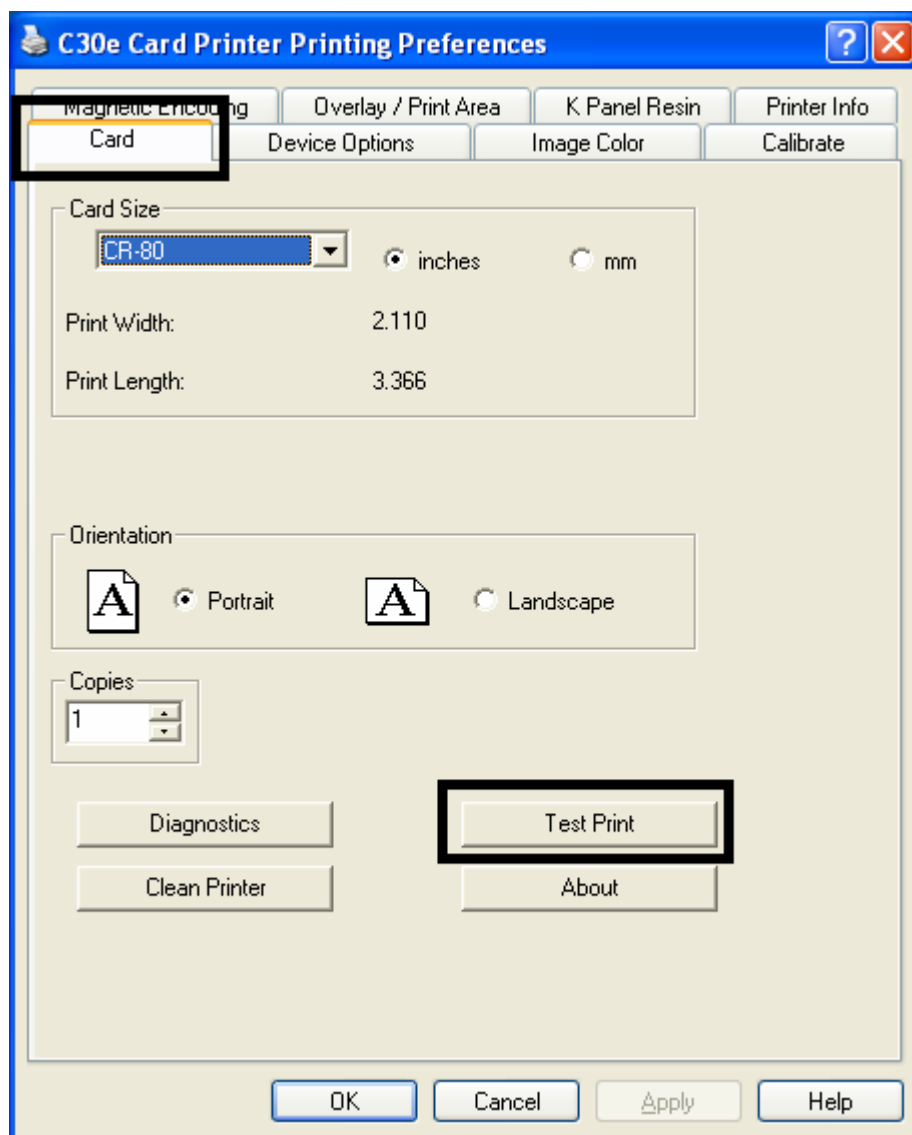 C30e Card Printer Printing Preferences
Magnetic Encoding Overlay / Print Area K Panel Resin Printer Info
Card Device Options Image Color Calibrate
Card Size
CR-80 inches mm
Print Width: 2.110
Print Length: 3.366
Orientation
A Portrait A Landscape
Copies
1
Diagnostics Test Print
Clean Printer About
OK Cancel Apply Help